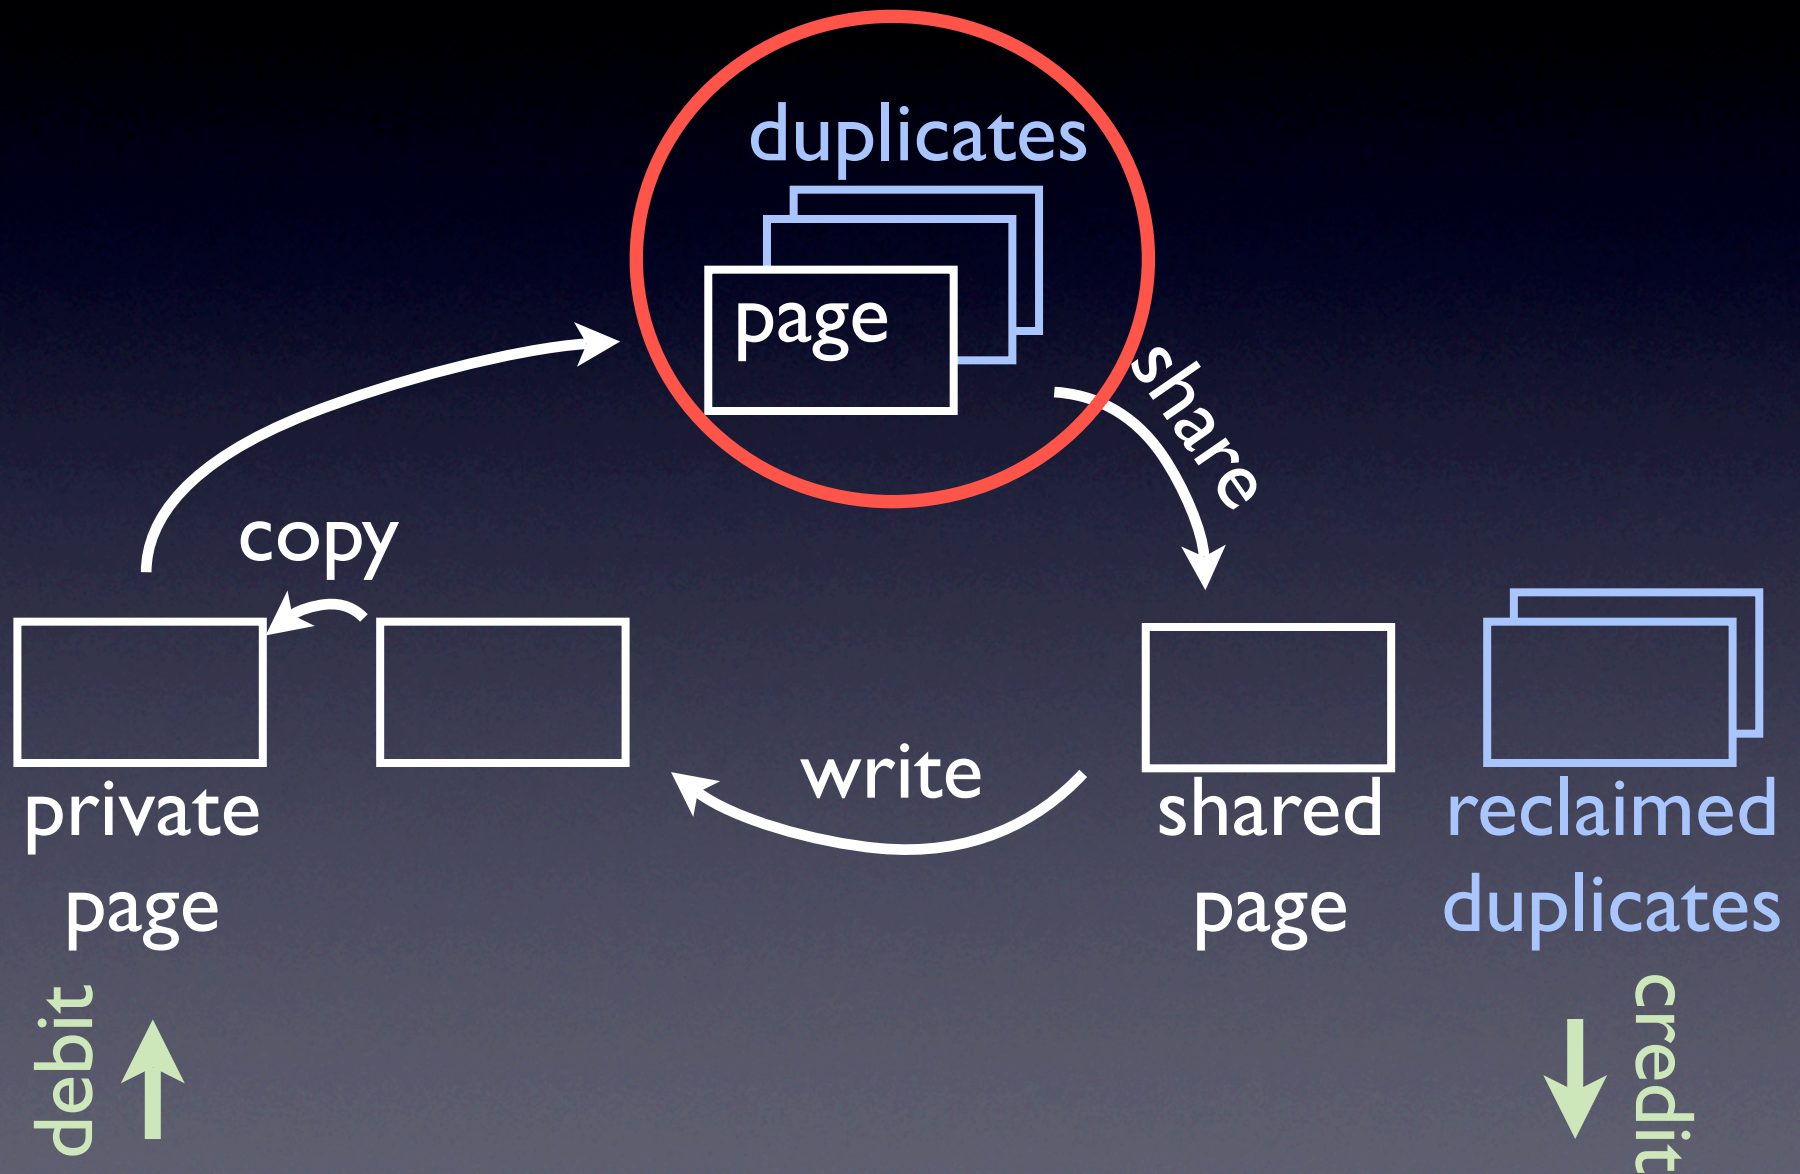 duplicates
page
share
copy
write
private
page
shared
page
reclaimed
duplicates
debit
credit